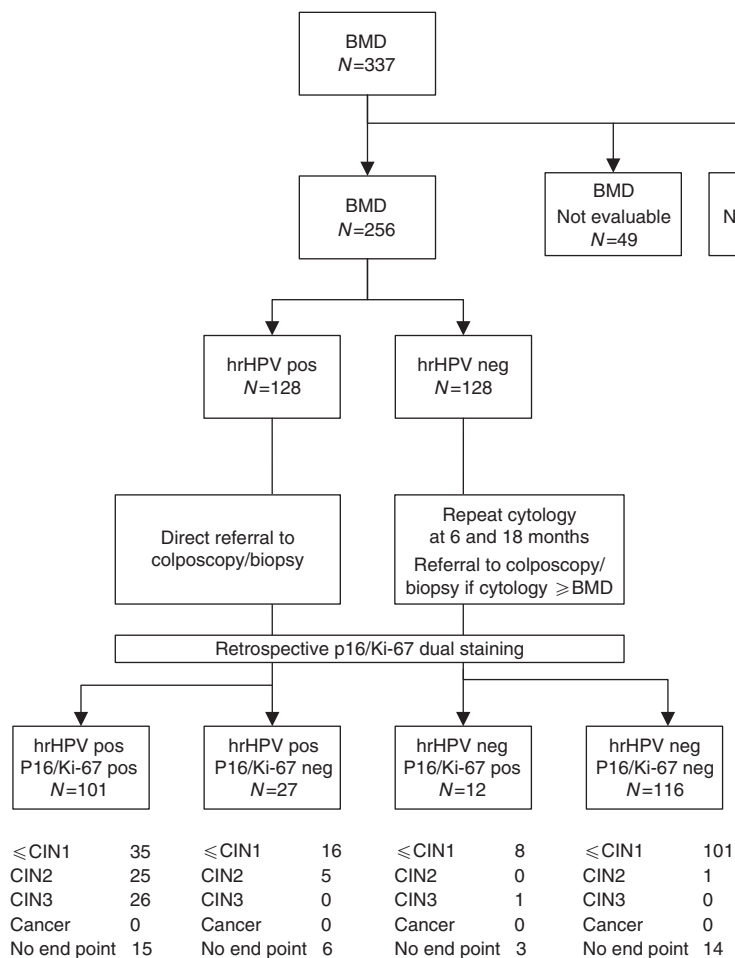 BMD
N=337
BMD
N=256
BMD
Not evaluable
N=49
N
hrHPV pos
N=128
hrHPV neg
N=128
Direct referral to
colposcopy/biopsy
Repeat cytology
at 6 and 18 months
Referral to colposcopy/
biopsy if cytology ⩾BMD
Retrospective p16/Ki-67 dual staining
hrHPV pos
P16/Ki-67 pos
N=101
hrHPV pos
P16/Ki-67 neg
N=27
hrHPV neg
P16/Ki-67 pos
N=12
hrHPV neg
P16/Ki-67 neg
N=116
⩽CIN1 35
CIN2 25
CIN3 26
Cancer 0
No end point 15
⩽CIN1 16
CIN2 5
CIN3 0
Cancer 0
No end point 6
⩽CIN1 8
CIN2 0
CIN3 1
Cancer 0
No end point 3
⩽CIN1 101
CIN2 1
CIN3 0
Cancer 0
No end point 14